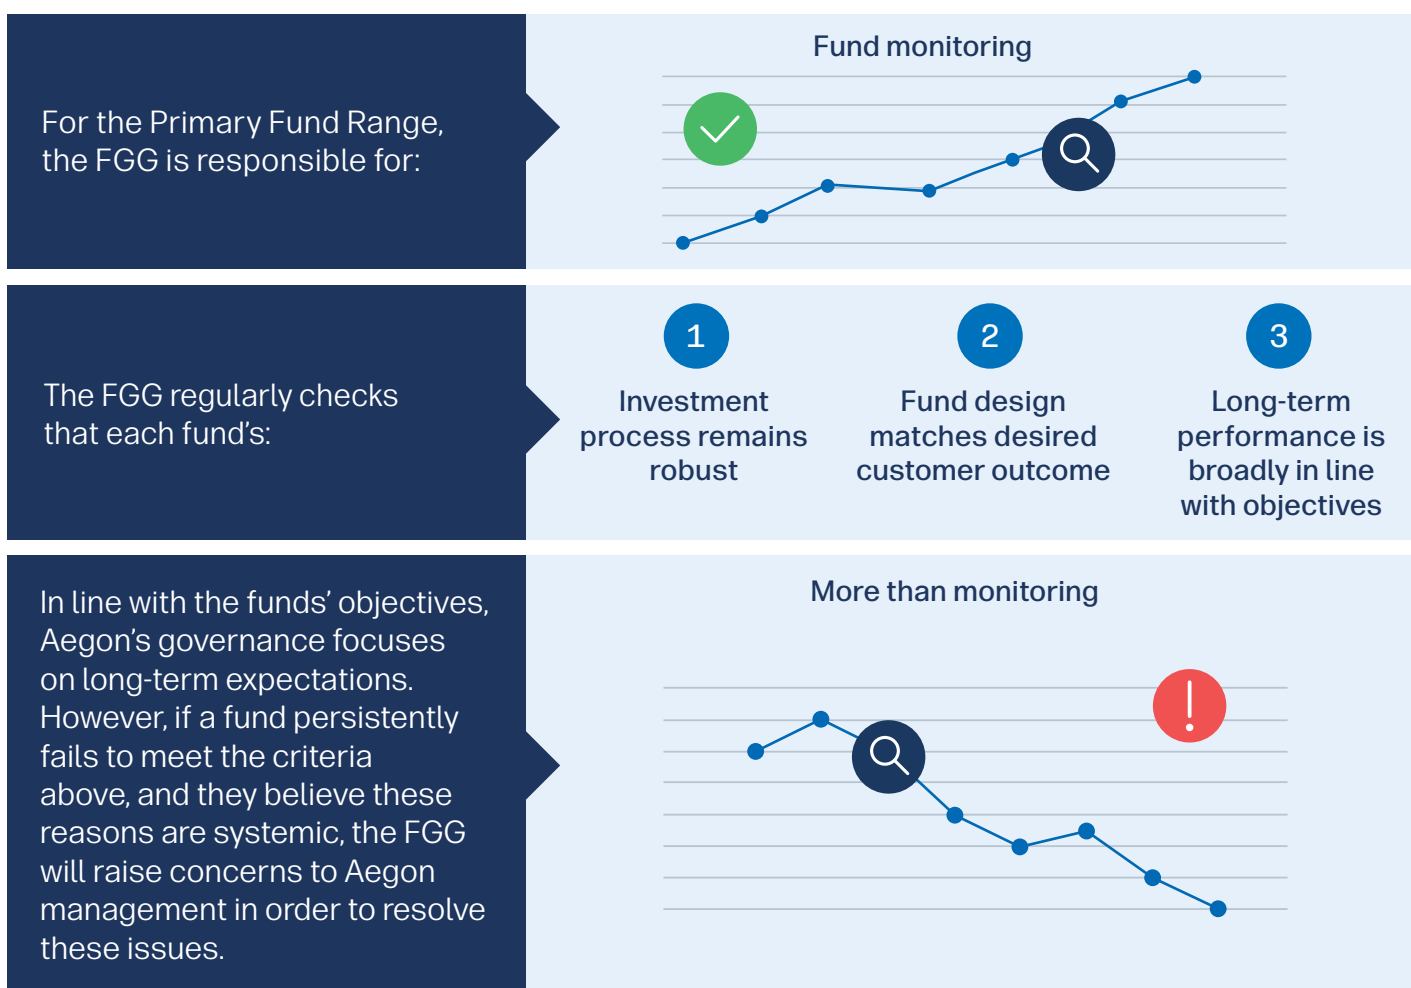 For the Primary Fund Range,
the FGG is responsible for:
Fund monitoring
The FGG regularly checks
that each fund's:
1
Investment
process remains
robust
2
Fund design
matches desired
customer outcome
3
Long-term
performance is
broadly in line
with objectives
In line with the funds’ objectives,
Aegon’s governance focuses
on long-term expectations.
However, if a fund persistently
fails to meet the criteria
above, and they believe these
reasons are systemic, the FGG
will raise concerns to Aegon
management in order to resolve
these issues.
More than monitoring